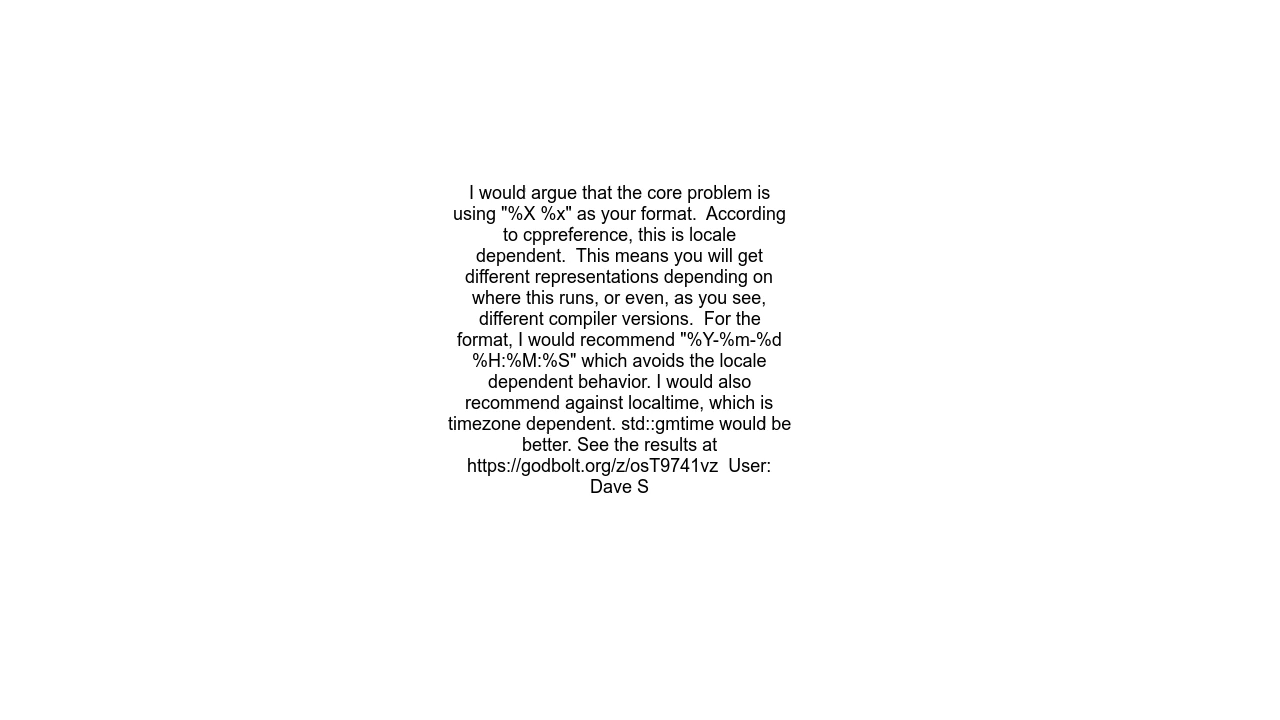 I would argue that the core problem is
using "%X %x" as your format.  According
to cppreference, this is locale
dependent.  This means you will get
different representations depending on
where this runs, or even, as you see,
different compiler versions.  For the
format, I would recommend "%Y-%m-%d
%H:%M:%S" which avoids the locale
dependent behavior. I would also
recommend against localtime, which is
timezone dependent. std::gmtime would be
better. See the results at
https://godbolt.org/z/osT9741vz  User:
Dave S